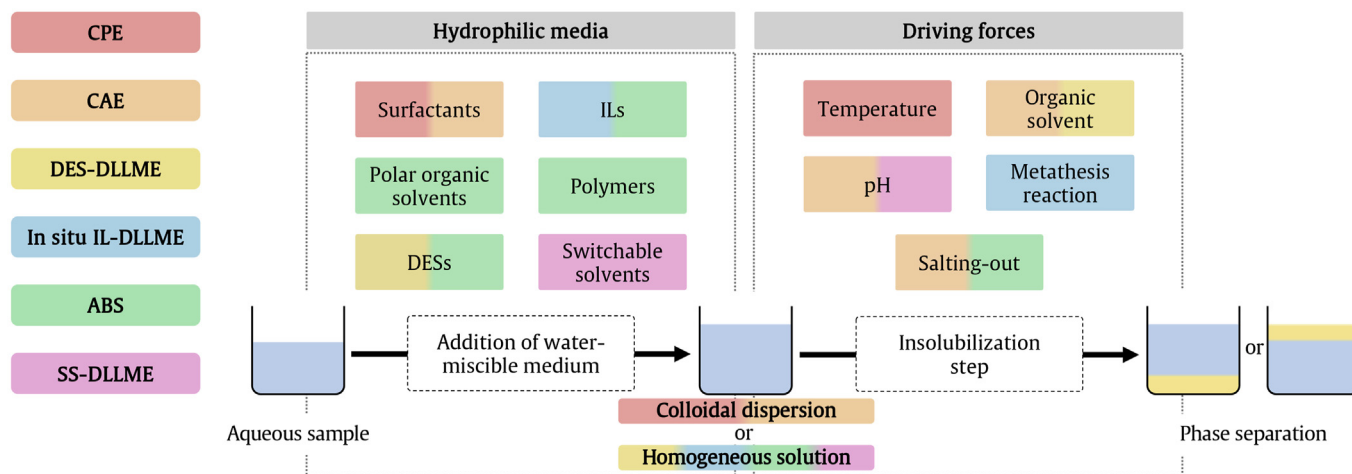 CPE
CAE
DES-DLLME
In situ IL-DLLME
ABS
SS-DLLME
Hydrophilic media
Surfactants
ILs
Polar organic
solvents
Polymers
DESs
Switchable
solvents
Driving forces
Temperature
Organic
solvent
pH
Metathesis
reaction
Salting-out
Addition of water-
miscible medium
Insolubilization
step
or
Aqueous sample
Colloidal dispersion
or
Homogeneous solution
Phase separation